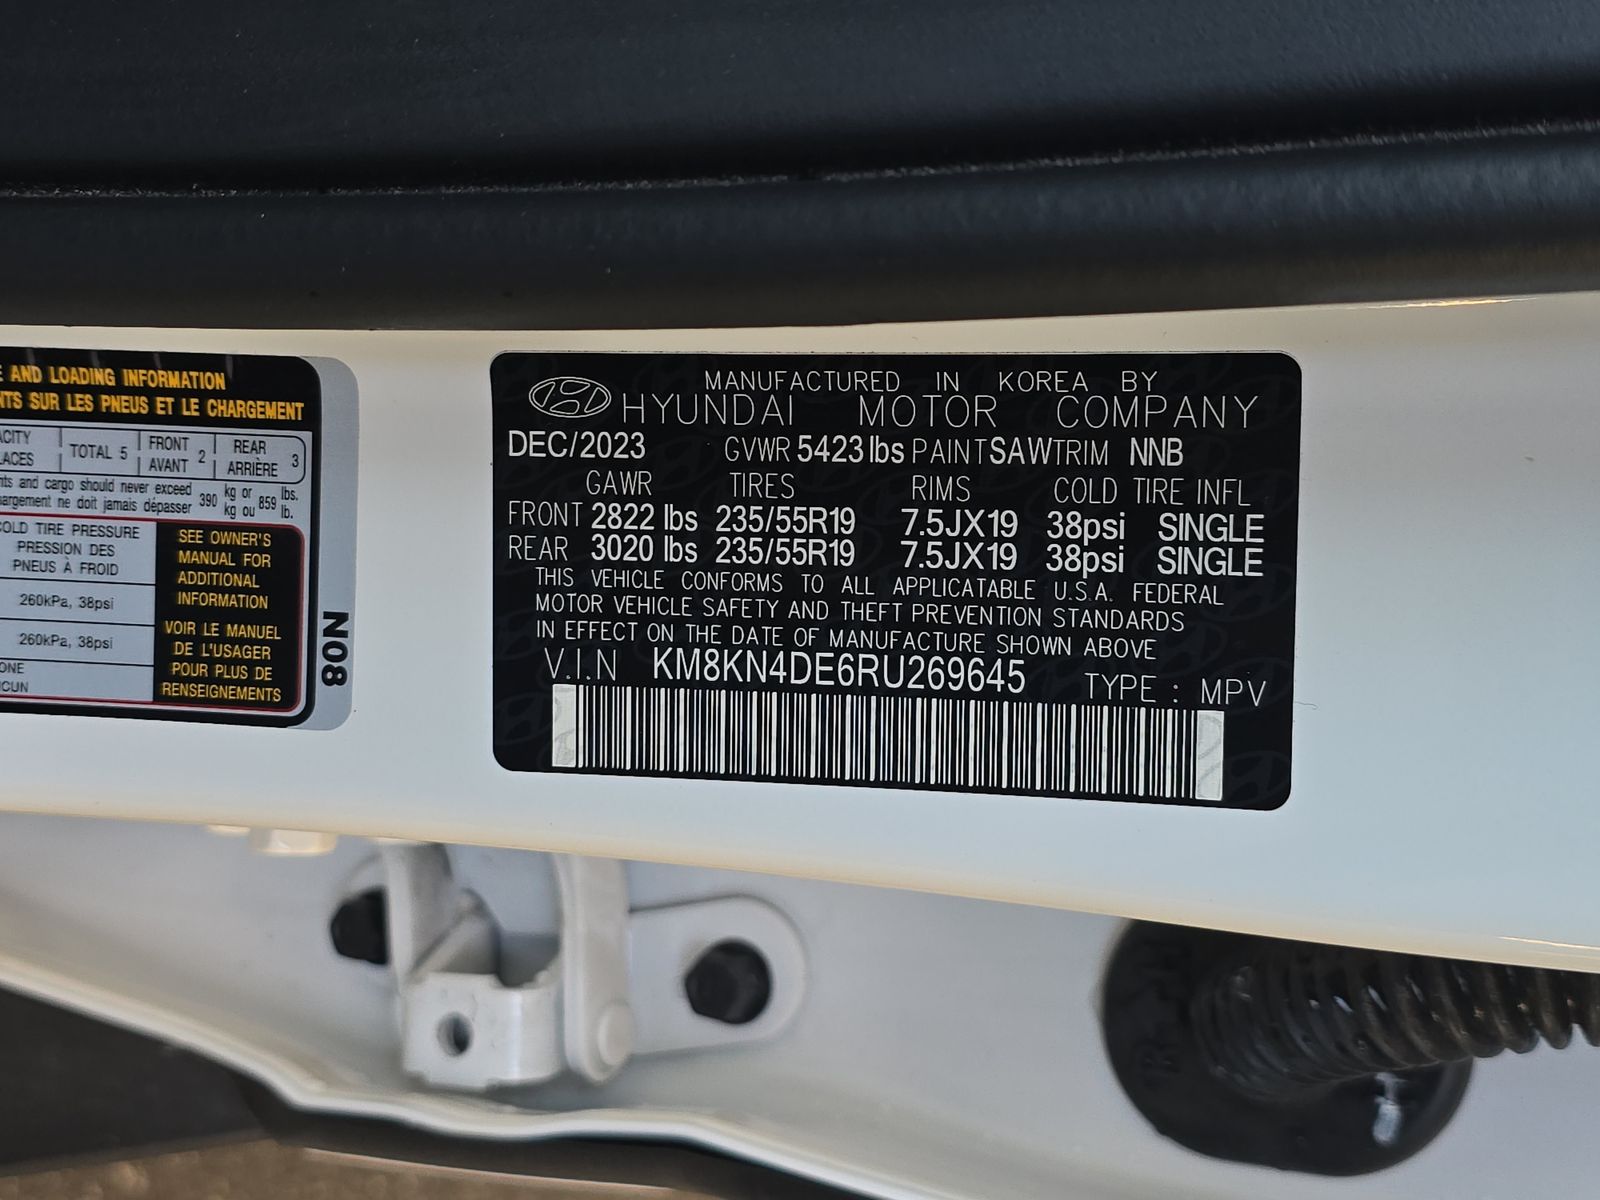 E AND LOADING INFORMATION
NTS SUR LES PNEUS ET LE CHARGEMENT
ACITY
LACES
TOTAL 5
FRONT
AVANT
2
REAR
ARRIÈRE
3
nts and cargo should never exceed
argement ne doit jamais dépasser
390
kg or
kg ou
859
lbs.
lb.
COLD TIRE PRESSURE
PRESSION DES
PNEUS À FROID
260kPa, 38psi
260kPa, 38psi
ONE
CUN
SEE OWNER'S
MANUAL FOR
ADDITIONAL
INFORMATION
VOIR LE MANUEL
DE L'USAGER
POUR PLUS DE
RENSEIGNEMENTS
N08
MANUFACTURED IN KOREA BY
HYUNDAI MOTOR COMPANY
DEC/2023 GVWR 5423 lbs PAINT SAW TRIM NNB
GAWR TIRES RIMS COLD TIRE INFL
FRONT 2822 lbs 235/55R19 7.5JX19 38psi SINGLE
REAR 3020 lbs 235/55R19 7.5JX19 38psi SINGLE
THIS VEHICLE CONFORMS TO ALL APPLICATABLE U.S.A. FEDERAL
MOTOR VEHICLE SAFETY AND THEFT PREVENTION STANDARDS
IN EFFECT ON THE DATE OF MANUFACTURE SHOWN ABOVE
V.I.N KM8KN4DE6RU269645 TYPE : MPV